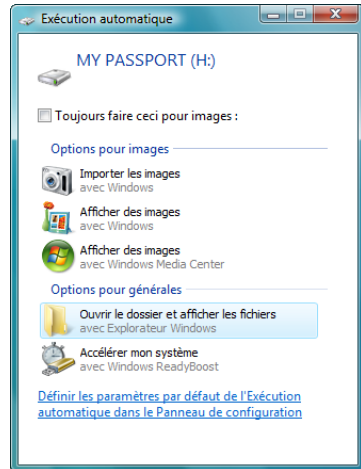 Exécution automatique
MY PASSPORT (H:)
Toujours faire ceci pour images :
Options pour images
Importer les images
avec Windows
Afficher des images
avec Windows
Afficher des images
avec Windows Media Center
Options pour générales
Ouvrir le dossier et afficher les fichiers
avec Explorateur Windows
Accélérer mon système
avec Windows ReadyBoost
Définir les paramètres par défaut de l'Exécution
automatique dans le Panneau de configuration